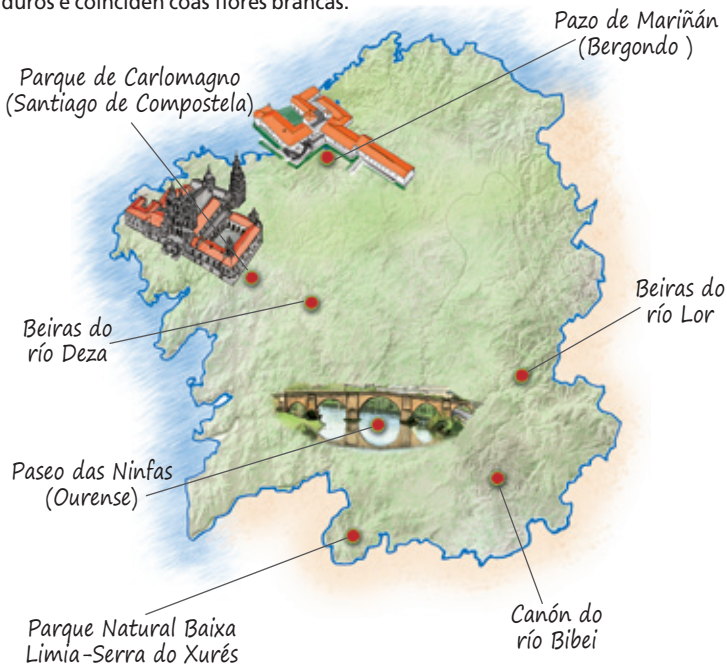 duros e coinciden coas flores brancas.
Pazo de Mariñán
(Bergondo )
Parque de Carlomagno
(Santiago de Compostela)
Beiras do
río Lor
Beiras do
río Deza
Paseo das Ninfas
(Ourense)
Canón do
río Bibei
Parque Natural Baixa
Limia-Serra do Xurés